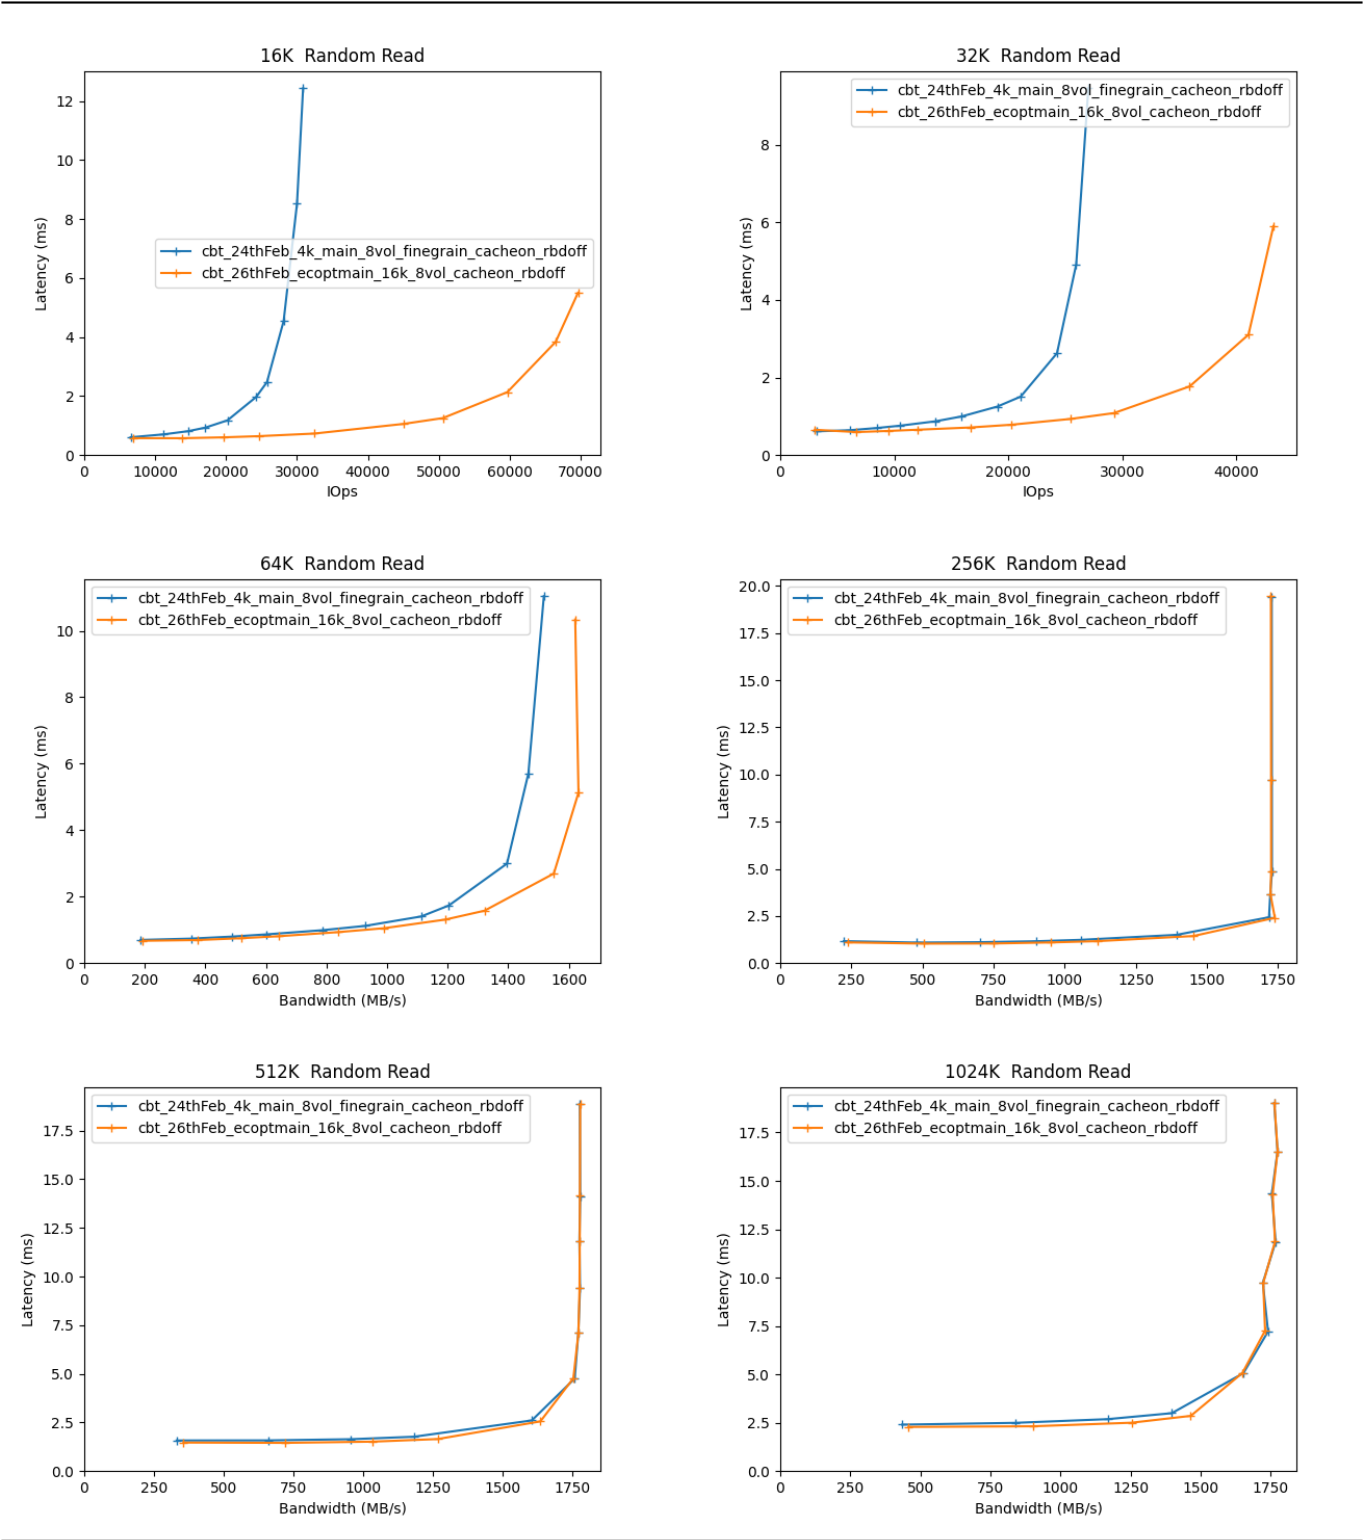 16K  Random Read
12
10
8
6
4
2
0
Latency (ms)
cbt_24thFeb_4k_main_8vol_finegrain_cacheon_rbdoff
cbt_26thFeb_ecoptmain_16k_8vol_cacheon_rbdoff
0 10000 20000 30000 40000 50000 60000 70000
IOps
32K  Random Read
8
6
4
2
0
Latency (ms)
cbt_24thFeb_4k_main_8vol_finegrain_cacheon_rbdoff
cbt_26thFeb_ecoptmain_16k_8vol_cacheon_rbdoff
0 10000 20000 30000 40000
IOps
64K  Random Read
10
8
6
4
2
0
Latency (ms)
cbt_24thFeb_4k_main_8vol_finegrain_cacheon_rbdoff
cbt_26thFeb_ecoptmain_16k_8vol_cacheon_rbdoff
0 200 400 600 800 1000 1200 1400 1600
Bandwidth (MB/s)
256K  Random Read
20.0
17.5
15.0
12.5
10.0
7.5
5.0
2.5
0.0
Latency (ms)
cbt_24thFeb_4k_main_8vol_finegrain_cacheon_rbdoff
cbt_26thFeb_ecoptmain_16k_8vol_cacheon_rbdoff
0 250 500 750 1000 1250 1500 1750
Bandwidth (MB/s)
512K  Random Read
17.5
15.0
12.5
10.0
7.5
5.0
2.5
0.0
Latency (ms)
cbt_24thFeb_4k_main_8vol_finegrain_cacheon_rbdoff
cbt_26thFeb_ecoptmain_16k_8vol_cacheon_rbdoff
0 250 500 750 1000 1250 1500 1750
Bandwidth (MB/s)
1024K  Random Read
17.5
15.0
12.5
10.0
7.5
5.0
2.5
0.0
Latency (ms)
cbt_24thFeb_4k_main_8vol_finegrain_cacheon_rbdoff
cbt_26thFeb_ecoptmain_16k_8vol_cacheon_rbdoff
0 250 500 750 1000 1250 1500 1750
Bandwidth (MB/s)